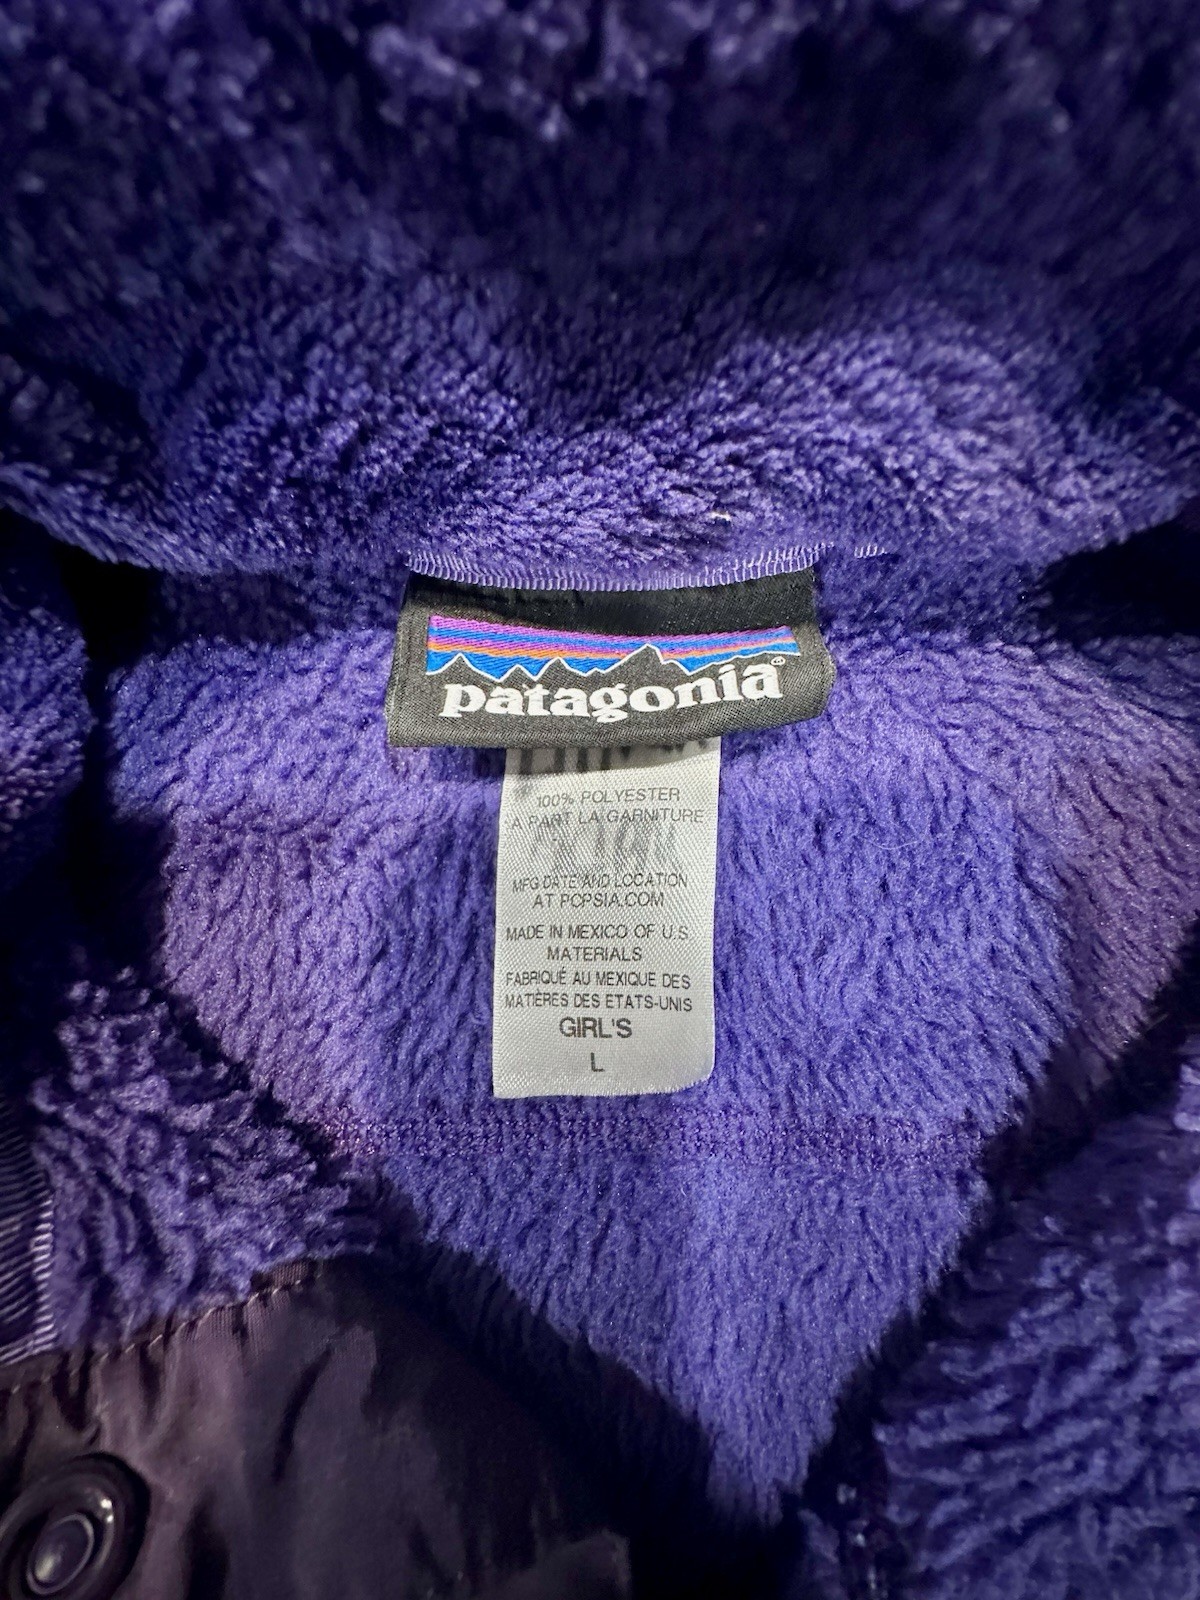 patagonia®
100% POLYESTER
A PART LA GARNITURE
MFG DATE AND LOCATION
AT POPSIA.COM
MADE IN MEXICO OF U.S.
MATERIALS
FABRIQUÉ AU MEXIQUE DES
MATIÈRES DES ETATS-UNIS
GIRL'S
L